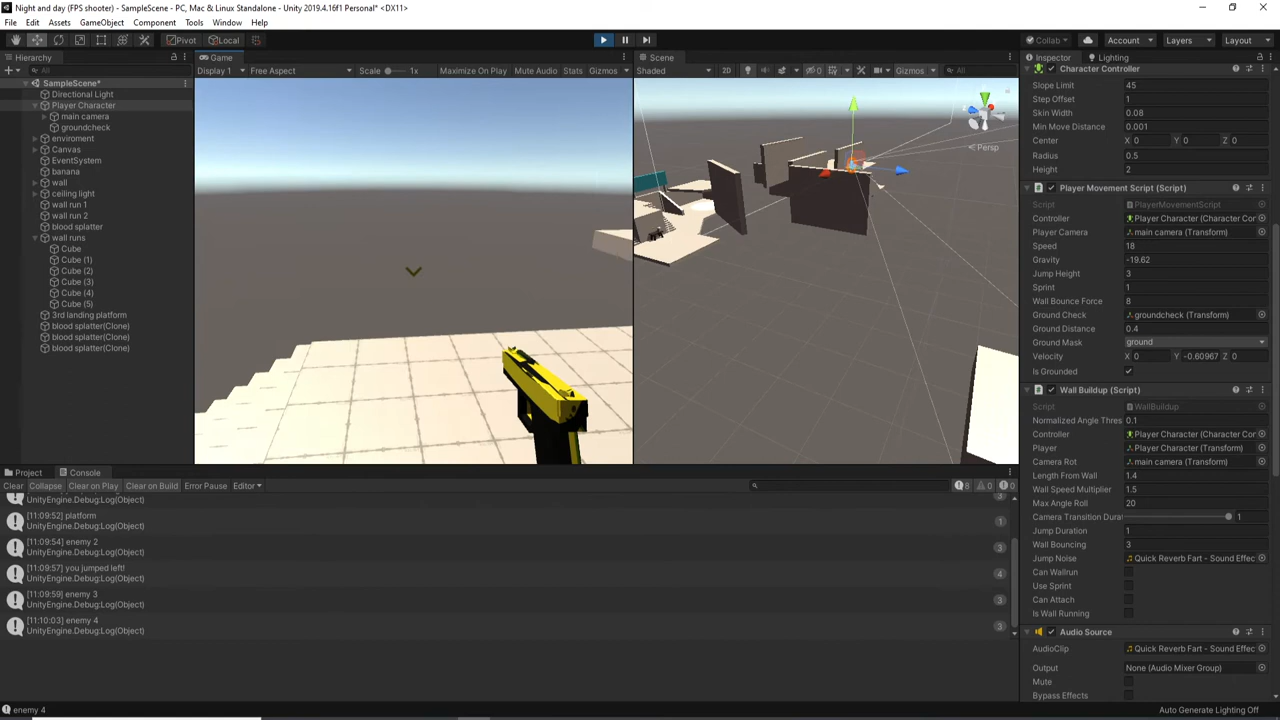 Night and day (FPS shooter) - SampleScene - PC, Mac & Linux Standalone - Unity 2019.4.16f1 Personal* <DX11>
File Edit Assets GameObject Component Tools Window Help
Pivot Local Collab Account Layers Layout
Hierarchy
All
SampleScene*
Directional Light
Player Character
main camera
groundcheck
enviroment
Canvas
EventSystem
banana
wall
ceiling light
wall run 1
wall run 2
blood splatter
wall runs
Cube
Cube (1)
Cube (2)
Cube (3)
Cube (4)
Cube (5)
3rd landing platform
blood splatter(Clone)
blood splatter(Clone)
blood splatter(Clone)
Game
Display 1 Free Aspect Scale 1x Maximize On Play Mute Audio Stats Gizmos
Scene
Shaded 2D 0 Gizmos All
Persp
Inspector Lighting
Character Controller
Slope Limit 45
Step Offset 1
Skin Width 0.08
Min Move Distance 0.001
Center X 0 Y 0 Z 0
Radius 0.5
Height 2
Player Movement Script (Script)
Script PlayerMovementScript
Controller Player Character (Character Cor
Player Camera main camera (Transform)
Speed 18
Gravity -19.62
Jump Height 3
Sprint 1
Wall Bounce Force 8
Ground Check groundcheck (Transform)
Ground Distance 0.4
Ground Mask ground
Velocity X 0 Y -0.60967 Z 0
Is Grounded
Wall Buildup (Script)
Script WallBuildup
Normalized Angle Thres 0.1
Controller Player Character (Character Cor
Player Player Character (Transform)
Camera Rot main camera (Transform)
Length From Wall 1.4
Wall Speed Multiplier 1.5
Max Angle Roll 20
Camera Transition Durat 1
Jump Duration 1
Wall Bouncing 3
Jump Noise Quick Reverb Fart - Sound Effec
Can Wallrun
Use Sprint
Can Attach
Is Wall Running
Audio Source
AudioClip Quick Reverb Fart - Sound Effec
Output None (Audio Mixer Group)
Mute
Bypass Effects
Auto Generate Lighting Off
Project Console
Clear Collapse Clear on Play Clear on Build Error Pause Editor 8 0 0
UnityEngine.Debug:Log(Object) 3
[11:09:52] platform
UnityEngine.Debug:Log(Object) 1
[11:09:54] enemy 2
UnityEngine.Debug:Log(Object) 3
[11:09:57] you jumped left!
UnityEngine.Debug:Log(Object) 4
[11:09:59] enemy 3
UnityEngine.Debug:Log(Object) 3
[11:10:03] enemy 4
UnityEngine.Debug:Log(Object) 3
enemy 4